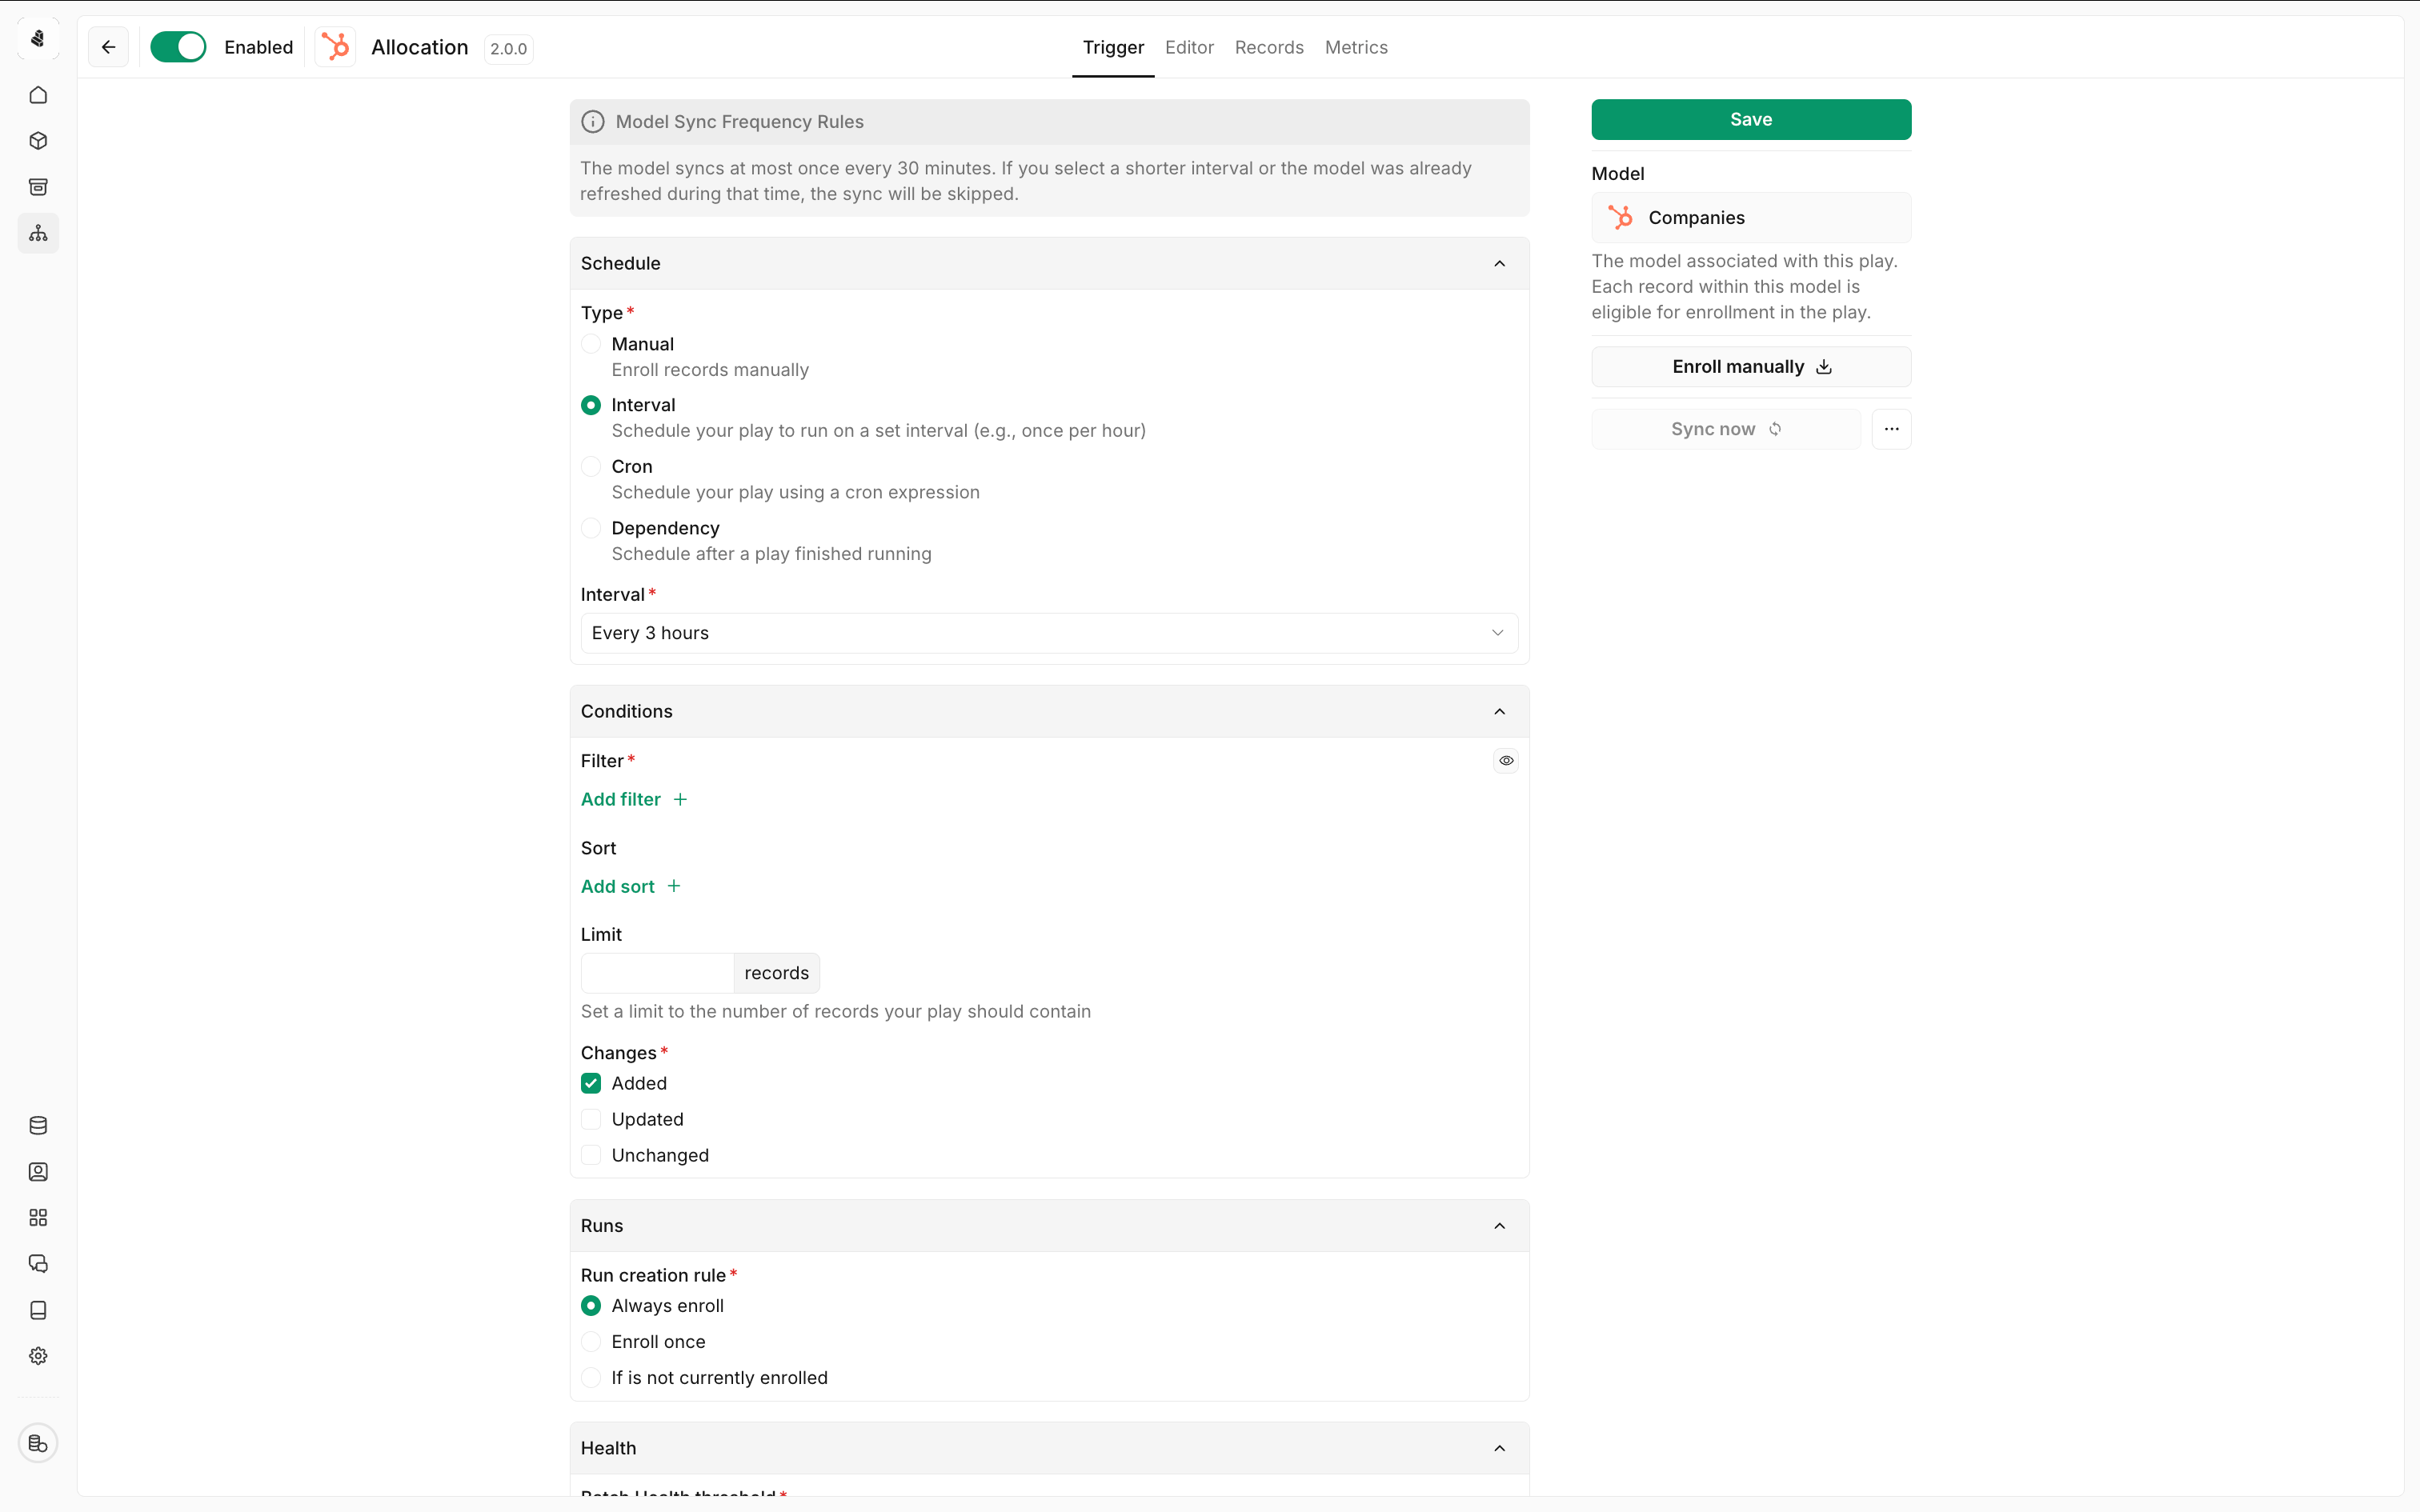 Enabled
Allocation
2.0.0
Trigger
Editor
Records
Metrics
Model Sync Frequency Rules
The model syncs at most once every 30 minutes. If you select a shorter interval or the model was already
refreshed during that time, the sync will be skipped.
Schedule
Type*
Manual
Enroll records manually
Interval
Schedule your play to run on a set interval (e.g., once per hour)
Cron
Schedule your play using a cron expression
Dependency
Schedule after a play finished running
Interval*
Every 3 hours
Conditions
Filter*
Add filter +
Sort
Add sort +
Limit
records
Set a limit to the number of records your play should contain
Changes*
Added
Updated
Unchanged
Runs
Run creation rule*
Always enroll
Enroll once
If is not currently enrolled
Health
Batch Health threshold*
Save
Model
Companies
The model associated with this play.
Each record within this model is
eligible for enrollment in the play.
Enroll manually
Sync now